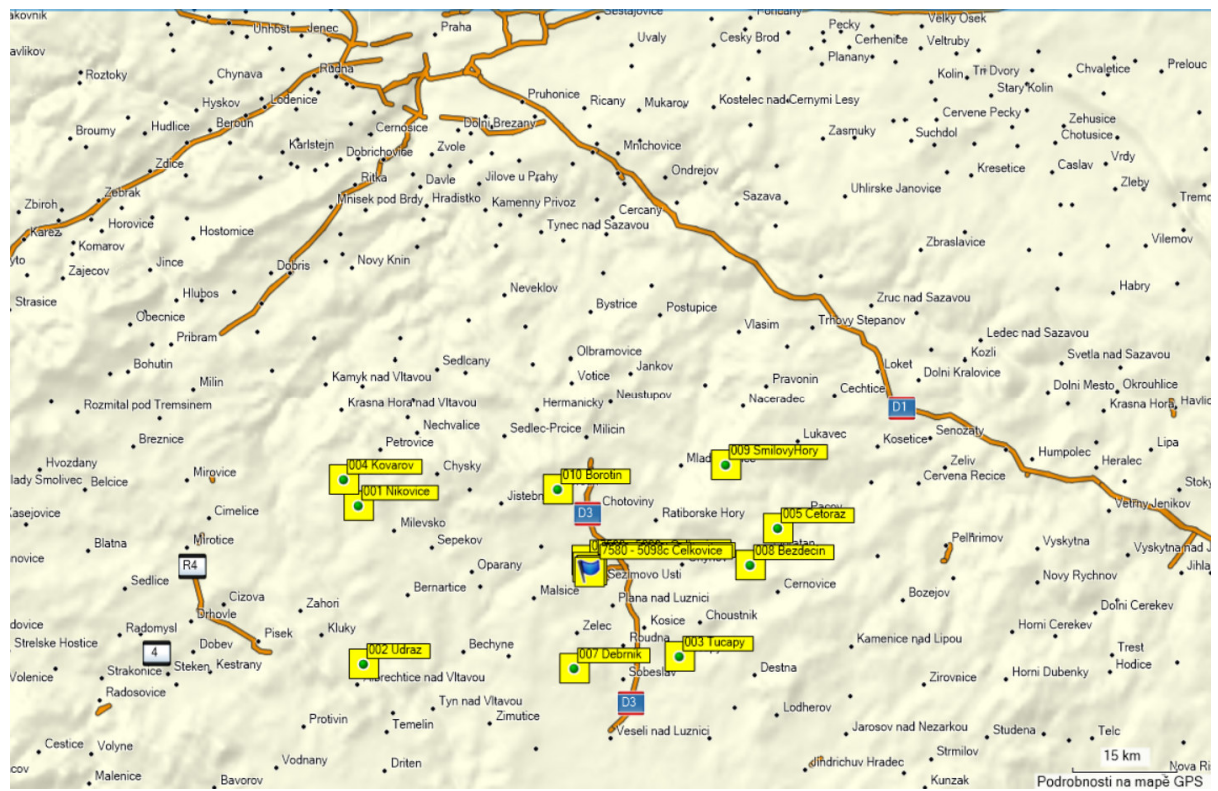 Unhost
Jenec
Praha
Sestajovice
Pecky
Velky Osek
Uvaly
Cesky Brod
Cerhenice
Veltruby
Planany
Roztoky
Chynava
Rudna
Kolin
Tri Dvory
Chvaletice
Prelouc
Stary Kolin
Hyskov
Lodenice
Pruhonice
Ricany
Mukarov
Kostelec nad Cernymi Lesy
Cervene Pecky
Zehusice
Broumy
Hudlice
Beroun
Cernosice
Dolni Brezany
Zasmuky
Suchdol
Chotusice
Karlstejn
Zvole
Mnichovice
Dobrichovice
Zdice
Ritka
Davle
Jilove u Prahy
Ondrejov
Kresetice
Caslav
Vrdy
Zebrak
Mnisek pod Brdy
Hradistko
Kamenny Privoz
Sazava
Uhlirske Janovice
Zleby
Zbiroh
Cercany
Horovice
Hostomice
Tynec nad Sazavou
Karez
Komarov
Zbraslavice
Vilemov
Zajecov
Jince
Dobris
Novy Knin
Strasice
Hlubos
Neveklov
Habry
Obecnice
Bystrice
Postupice
Zruc nad Sazavou
Pribram
Vlasim
Trhovy Stepanov
Ledec nad Sazavou
Bohutin
Sedlcany
Olbramovice
Kozli
Svetla nad Sazavou
Milin
Kamyk nad Vltavou
Votice
Jankov
Pravonin
Loket
Dolni Kralovice
Cechtice
Dolni Mesto
Okrouhlice
Rozmital pod Tremsinem
Krasna Hora nad Vltavou
Hermanicky
Neustupov
Naceradec
D1
Krasna Hora
Nechvalice
Breznice
Petrovice
Sedlec-Prcice
Milicin
Lukavec
Kosetice
Senozaty
Lipa
Hvozdany
Mirovice
004 Kovarov
Chysky
009 SmilovyHory
Zeliv
Humpolec
Heralec
Belcice
010 Borotin
Cervena Recice
001 Nikovice
Chotoviny
Vetrny Jenikov
Cimelice
D3
Ratiborske Hory
005 Cetoraz
Milevsko
Blatna
Mirotice
Sepekov
7580 - 5098c Celkovice
Pelhrimov
Vyskytna
008 Bezdecin
R4
Oparany
Sezimovo Usti
Novy Rychnov
Sedlice
Bernartice
Malsice
Cernovice
Cizova
Plana nad Luznici
Bozejov
Dolni Cerekev
Radomysl
Drhovle
Zahori
Choustnik
Strelske Hostice
Dobev
Pisek
Kluky
Zelec
Kosice
Horni Cerekev
4
Bechyne
Roudna
Kamenice nad Lipou
Trest
002 Udraz
007 Debrnik
003 Tucapy
Hodice
Volenice
Strakonice
Steken
Kestrany
Albrechtice nad Vltavou
Sobeslav
Destna
Zirovnice
Horni Dubenky
Radosovice
Tyn nad Vltavou
D3
Lodherov
Protivin
Temelin
Zimutice
Veseli nad Luznici
Jarosov nad Nezarkou
Studena
Telc
Cestice
Volyne
Strmilov
15 km
Vodnany
Driten
Jindrichuv Hradec
Malenice
Bavorov
Kunzak
Podrobnosti na mapě GPS